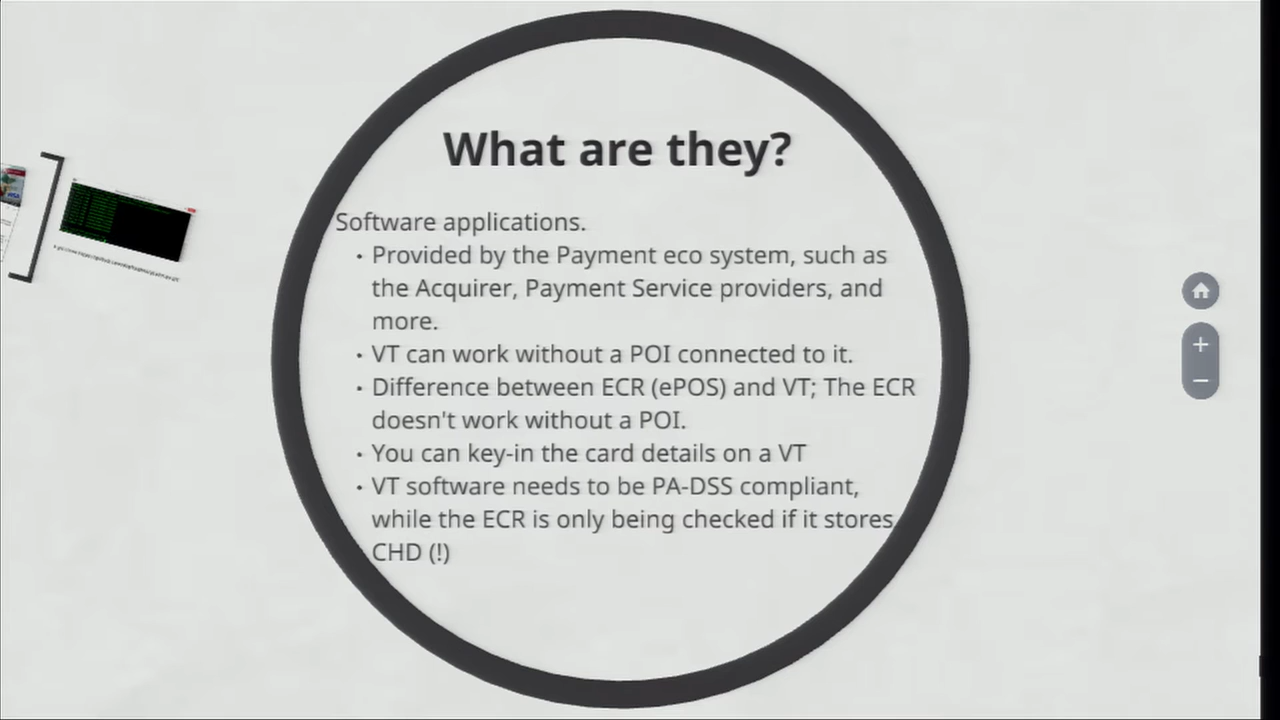 What are they?
Software applications.
• Provided by the Payment eco system, such as
the Acquirer, Payment Service providers, and
more.
• VT can work without a POI connected to it.
• Difference between ECR (ePOS) and VT; The ECR
doesn't work without a POI.
• You can key-in the card details on a VT
• VT software needs to be PA-DSS compliant,
while the ECR is only being checked if it stores
CHD (!)